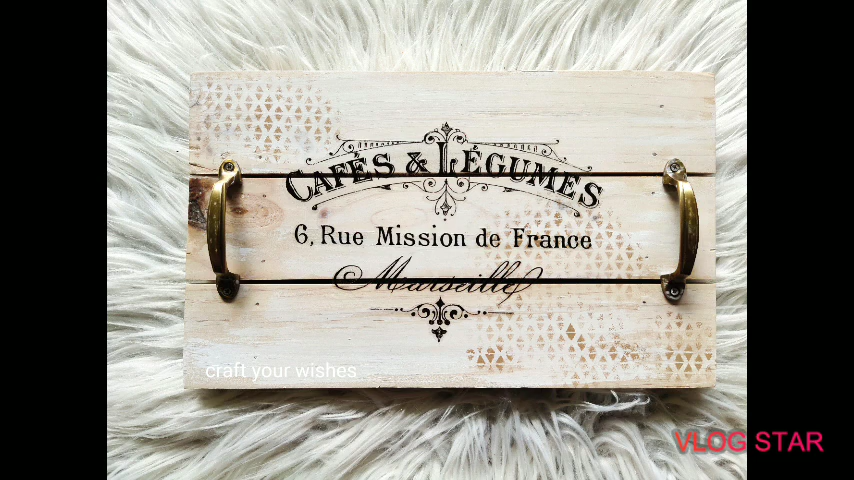 CAFÉS & LÉGUMES
6, Rue Mission de France
Marseille
craft your wishes
VLOG STAR